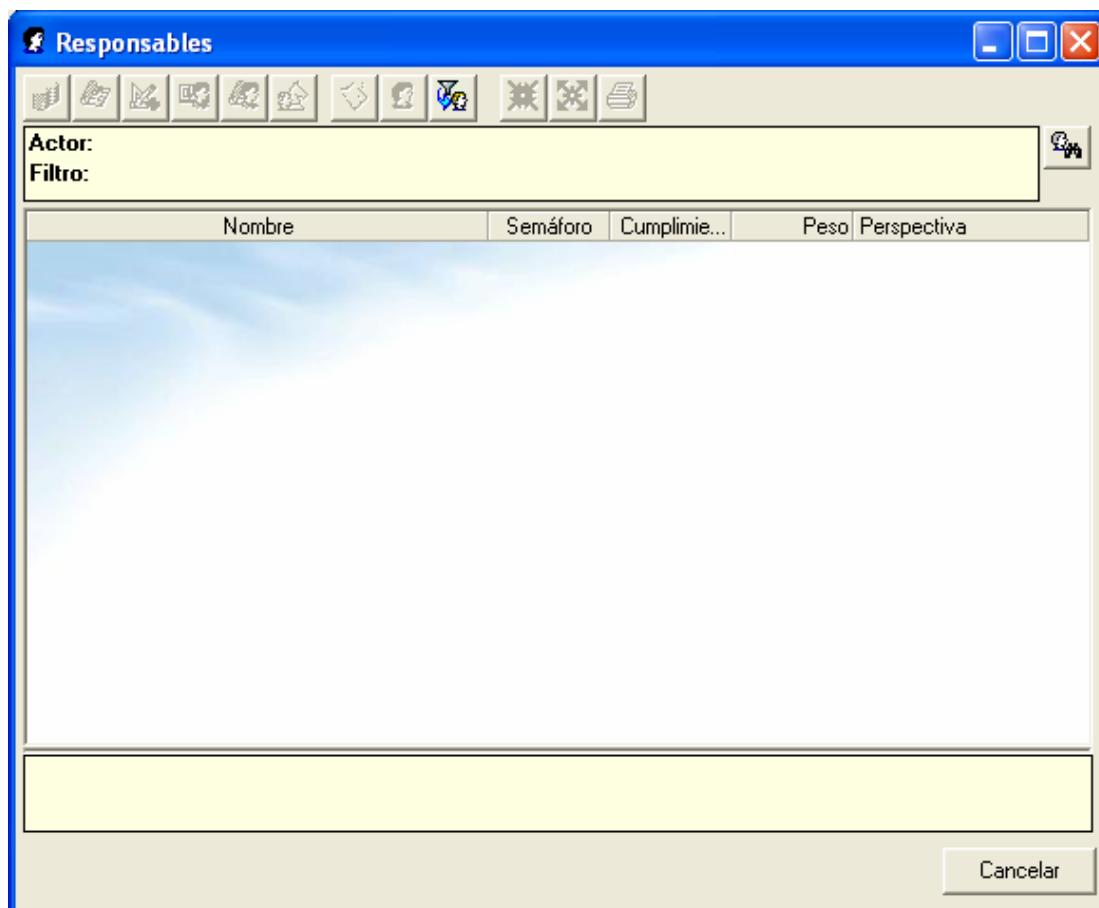 Responsables
Actor:
Filtro:
Nombre Semáforo Cumplimie... Peso Perspectiva
Cancelar